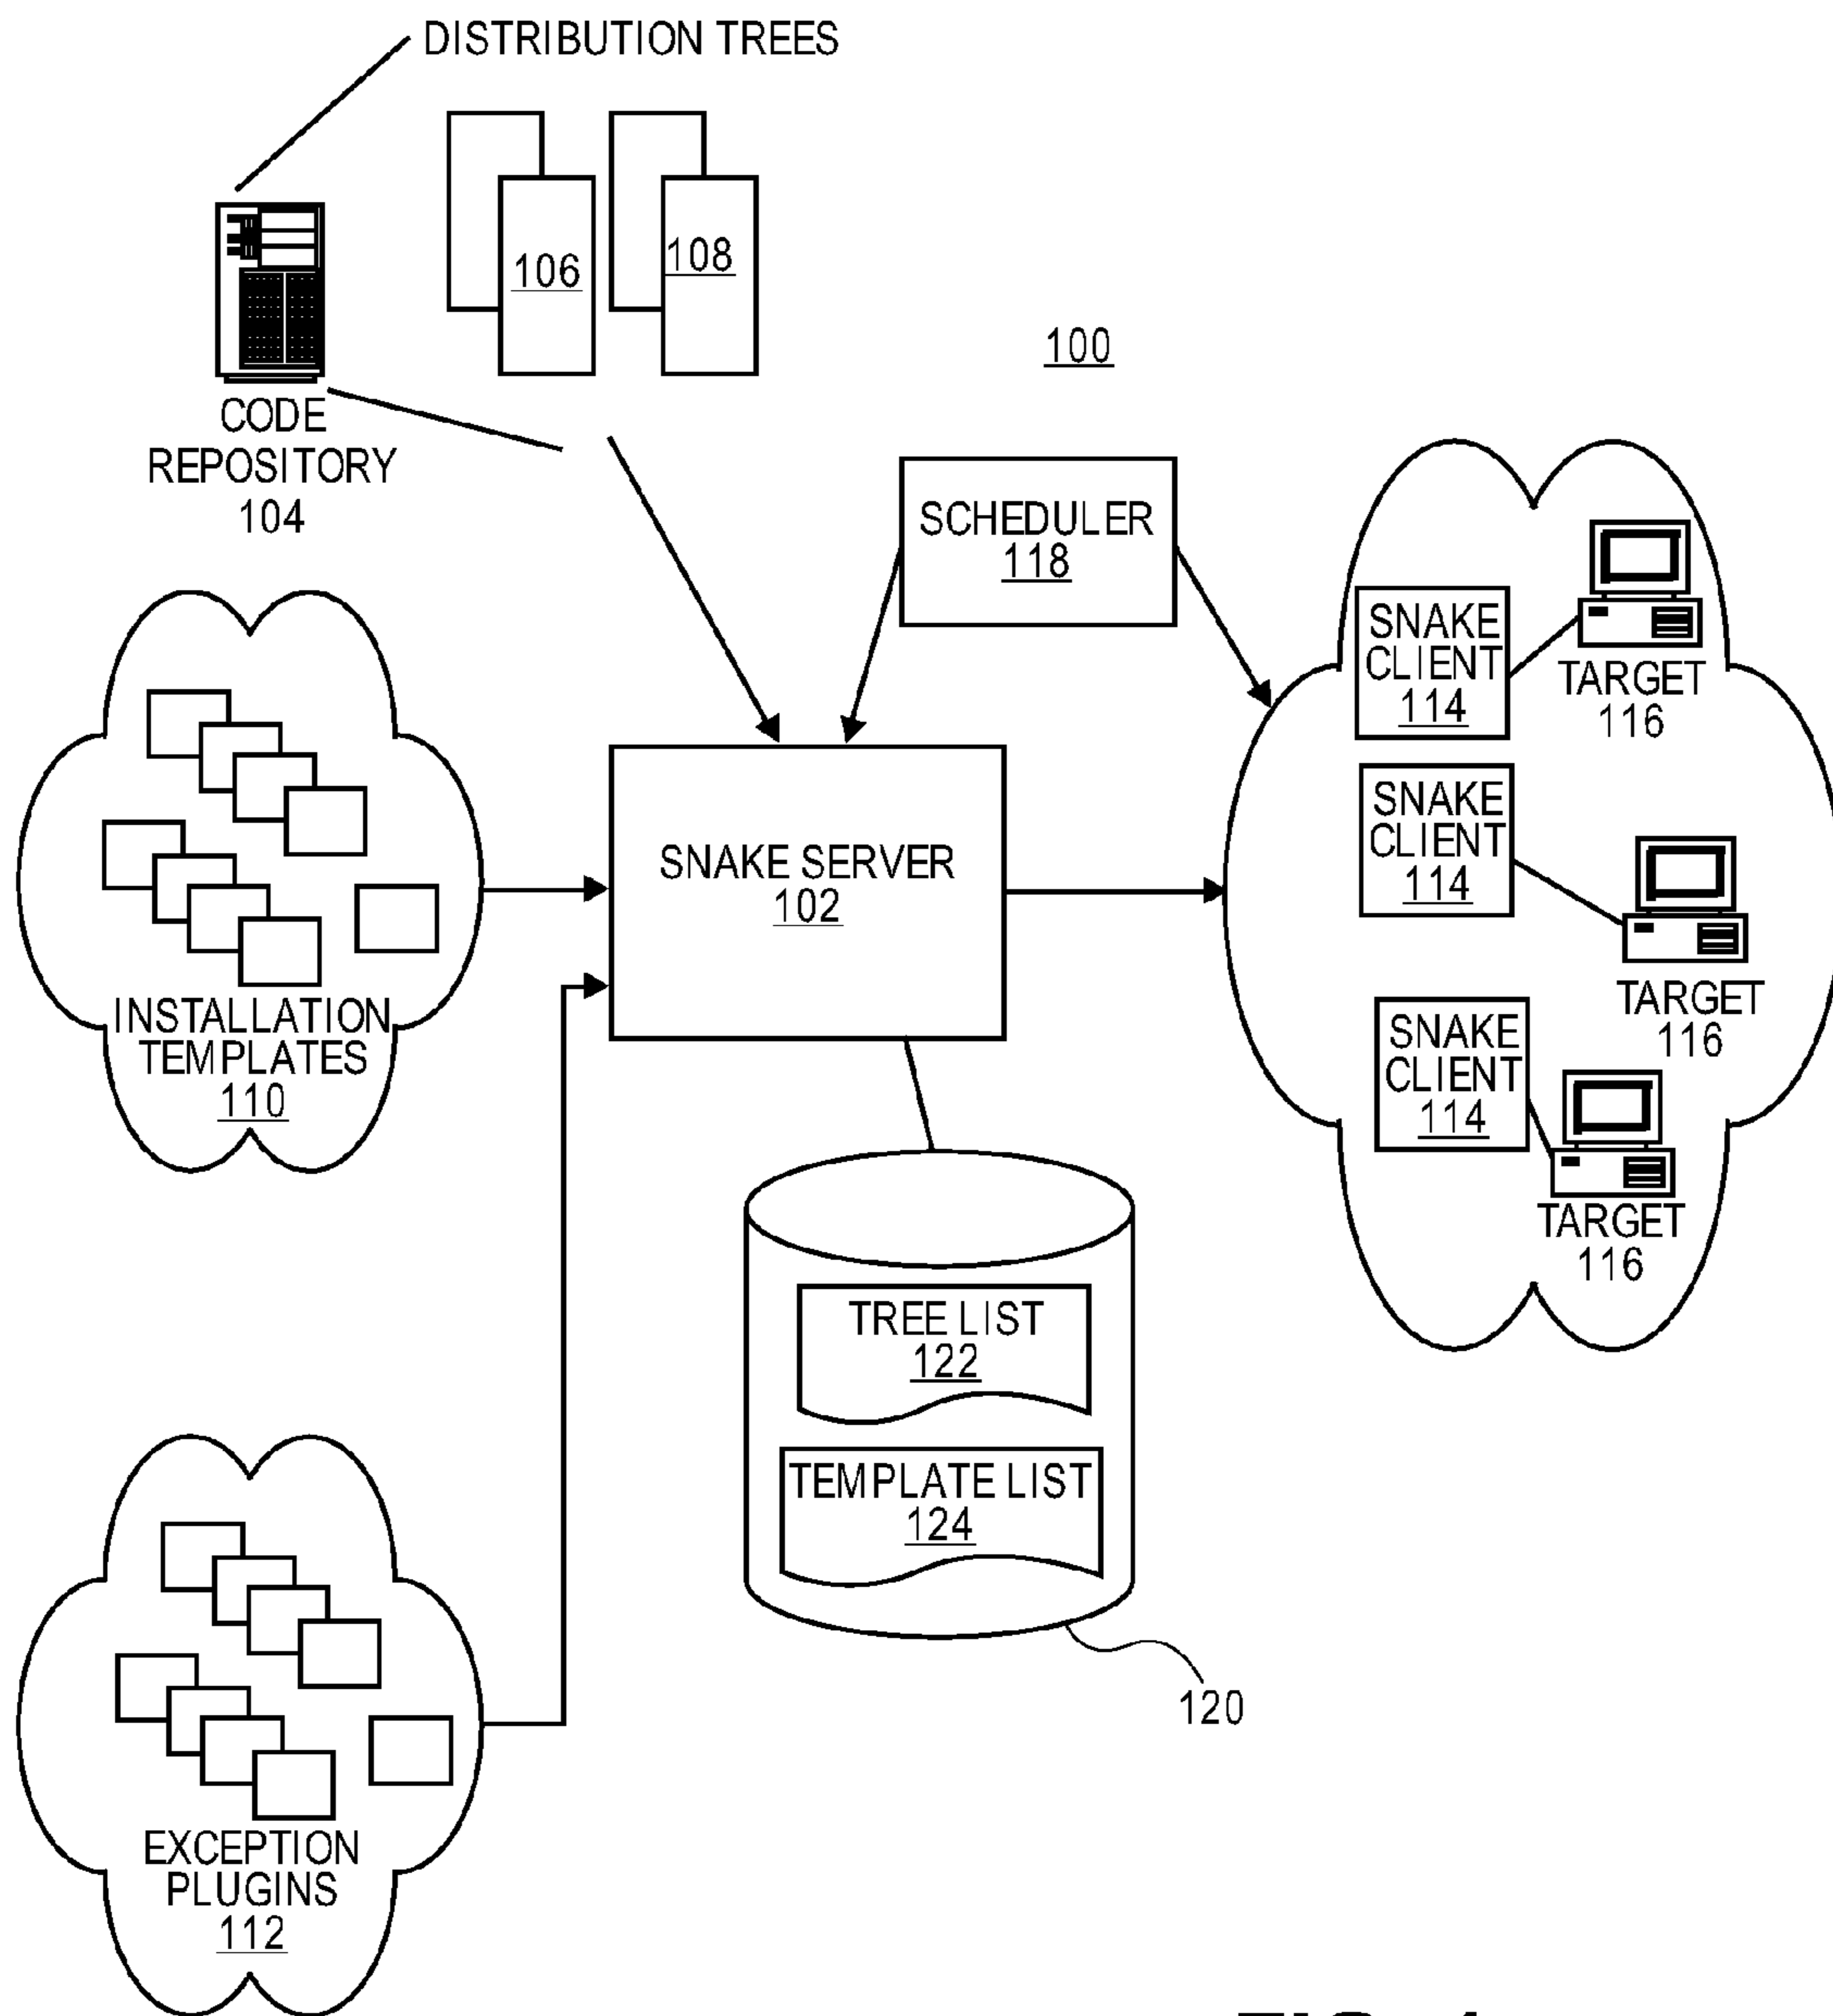 DISTRIBUTION TREES
106
108
100
CODE
REPOSITORY
104
SCHEDULER
118
SNAKE
CLIENT
114
TARGET
116
SNAKE
CLIENT
114
TARGET
116
SNAKE
CLIENT
114
TARGET
116
SNAKE SERVER
102
INSTALLATION
TEMPLATES
110
TREE LIST
122
TEMPLATE LIST
124
120
EXCEPTION
PLUGINS
112